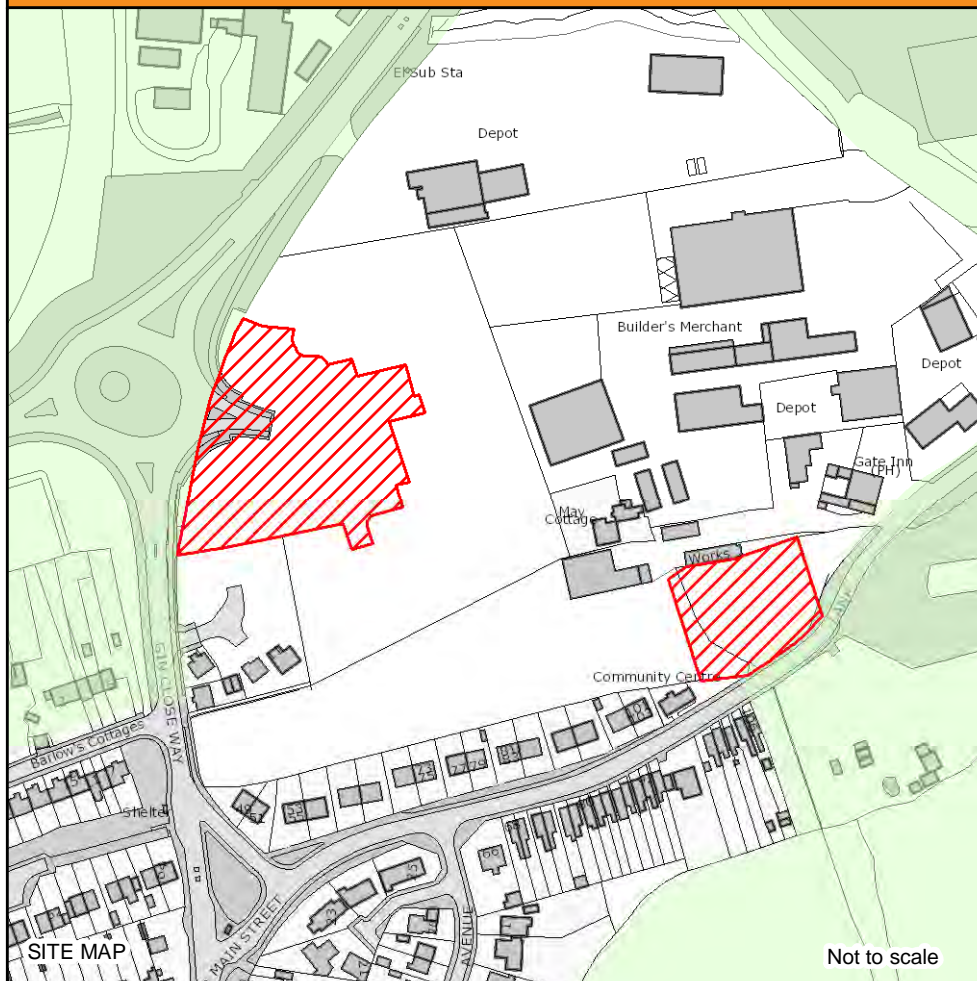 El Sub Sta
Depot
Builder's Merchant
Depot
Depot
Gate Inn
(PH)
May
Cottage
Works
LANE
Community Centre
GIN CLOSE WAY
Barlow's Cottages
Shelter
MAIN STREET
AVENUE
SITE MAP
Not to scale